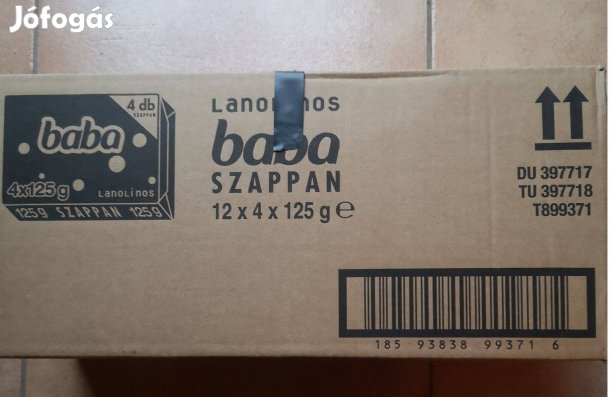 Jófogás
4 db
SZAPPAN
baba
4x125 g
LANOLINOS
125g SZAPPAN 125g
LANOLINOS
baba
SZAPPAN
12 x 4 x 125 g e
DU 397717
TU 397718
T899371
185 93838 99371 6